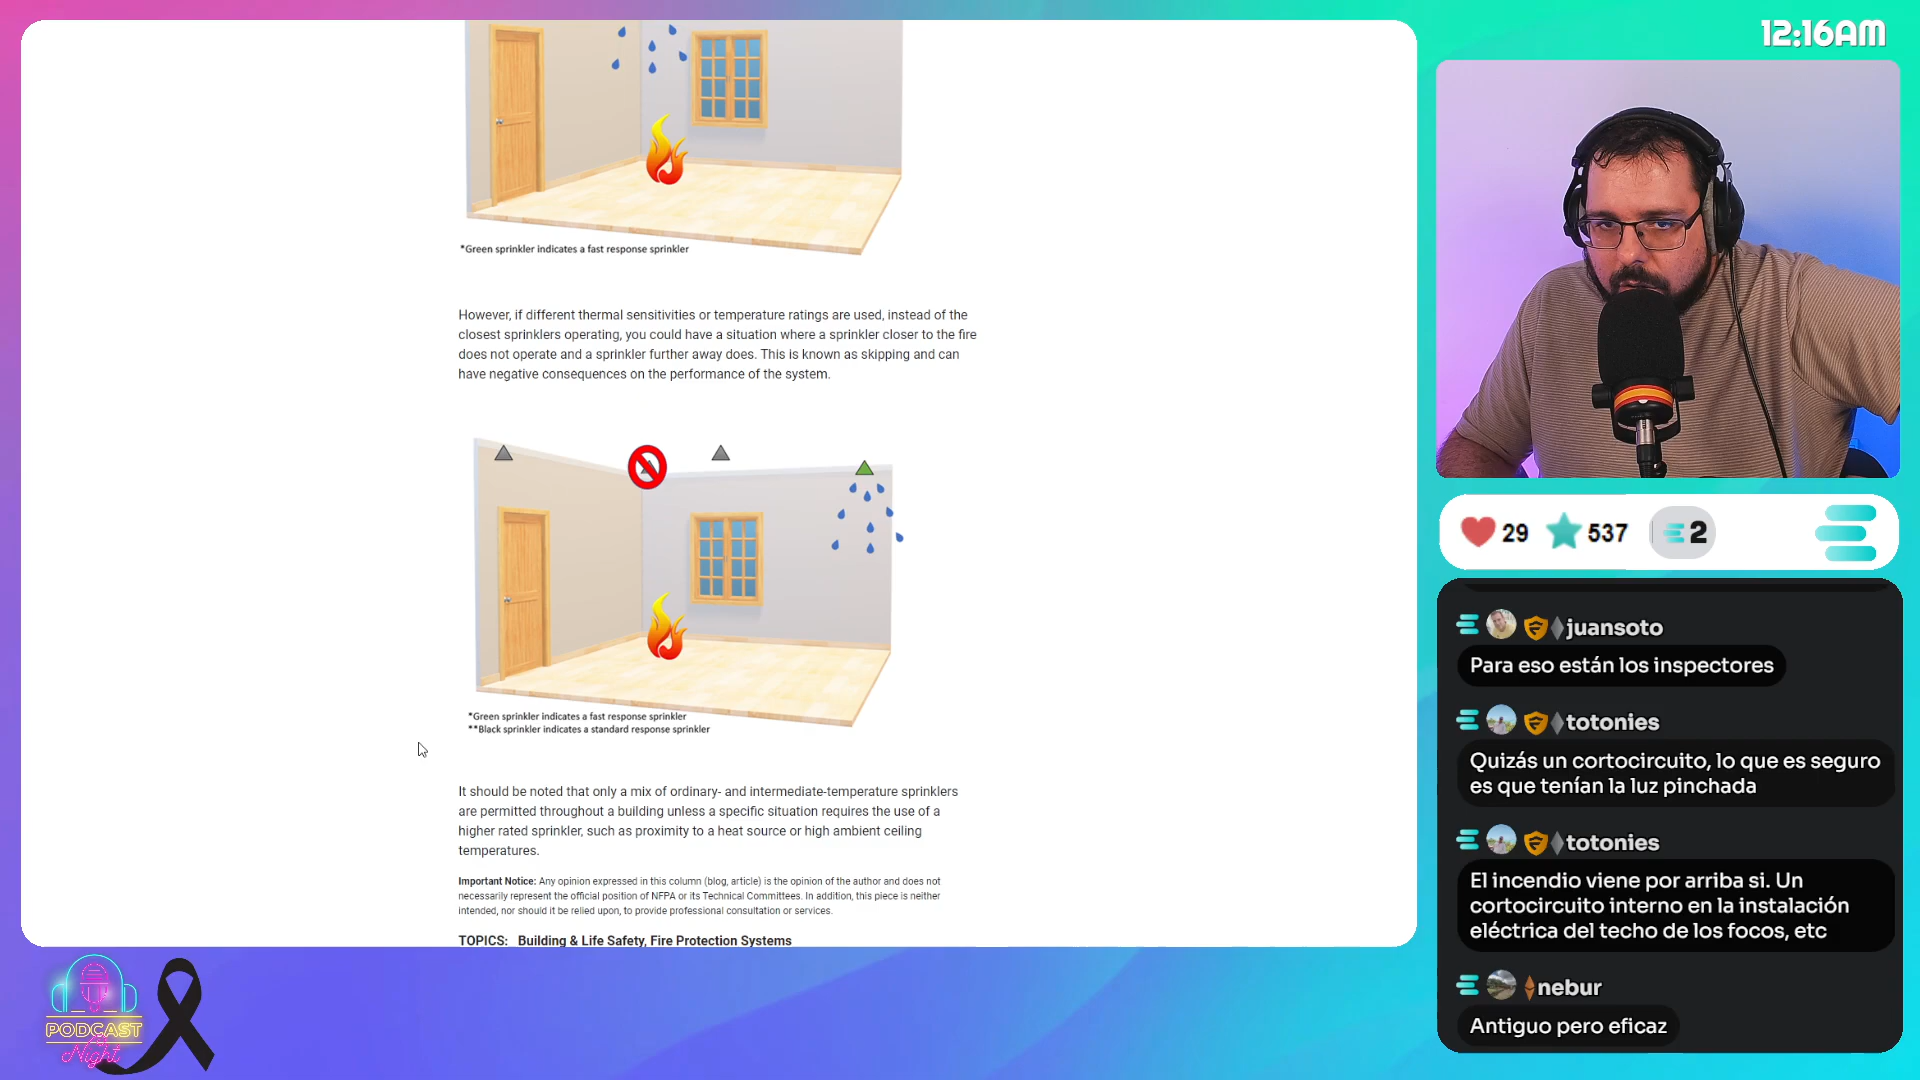 12:16AM
*Green sprinkler indicates a fast response sprinkler
However, if different thermal sensitivities or temperature ratings are used, instead of the
closest sprinklers operating, you could have a situation where a sprinkler closer to the fire
does not operate and a sprinkler further away does. This is known as skipping and can
have negative consequences on the performance of the system.
*Green sprinkler indicates a fast response sprinkler
**Black sprinkler indicates a standard response sprinkler
It should be noted that only a mix of ordinary- and intermediate-temperature sprinklers
are permitted throughout a building unless a specific situation requires the use of a
higher rated sprinkler, such as proximity to a heat source or high ambient ceiling
temperatures.
Important Notice: Any opinion expressed in this column (blog, article) is the opinion of the author and does not
necessarily represent the official position of NFPA or its Technical Committees. In addition, this piece is neither
intended, nor should it be relied upon, to provide professional consultation or services.
TOPICS: Building & Life Safety, Fire Protection Systems
29 537 2
juansoto
Para eso están los inspectores
totonies
Quizás un cortocircuito, lo que es seguro
es que tenían la luz pinchada
totonies
El incendio viene por arriba si. Un
cortocircuito interno en la instalación
eléctrica del techo de los focos, etc
nebur
Antiguo pero eficaz
PODCAST
Night